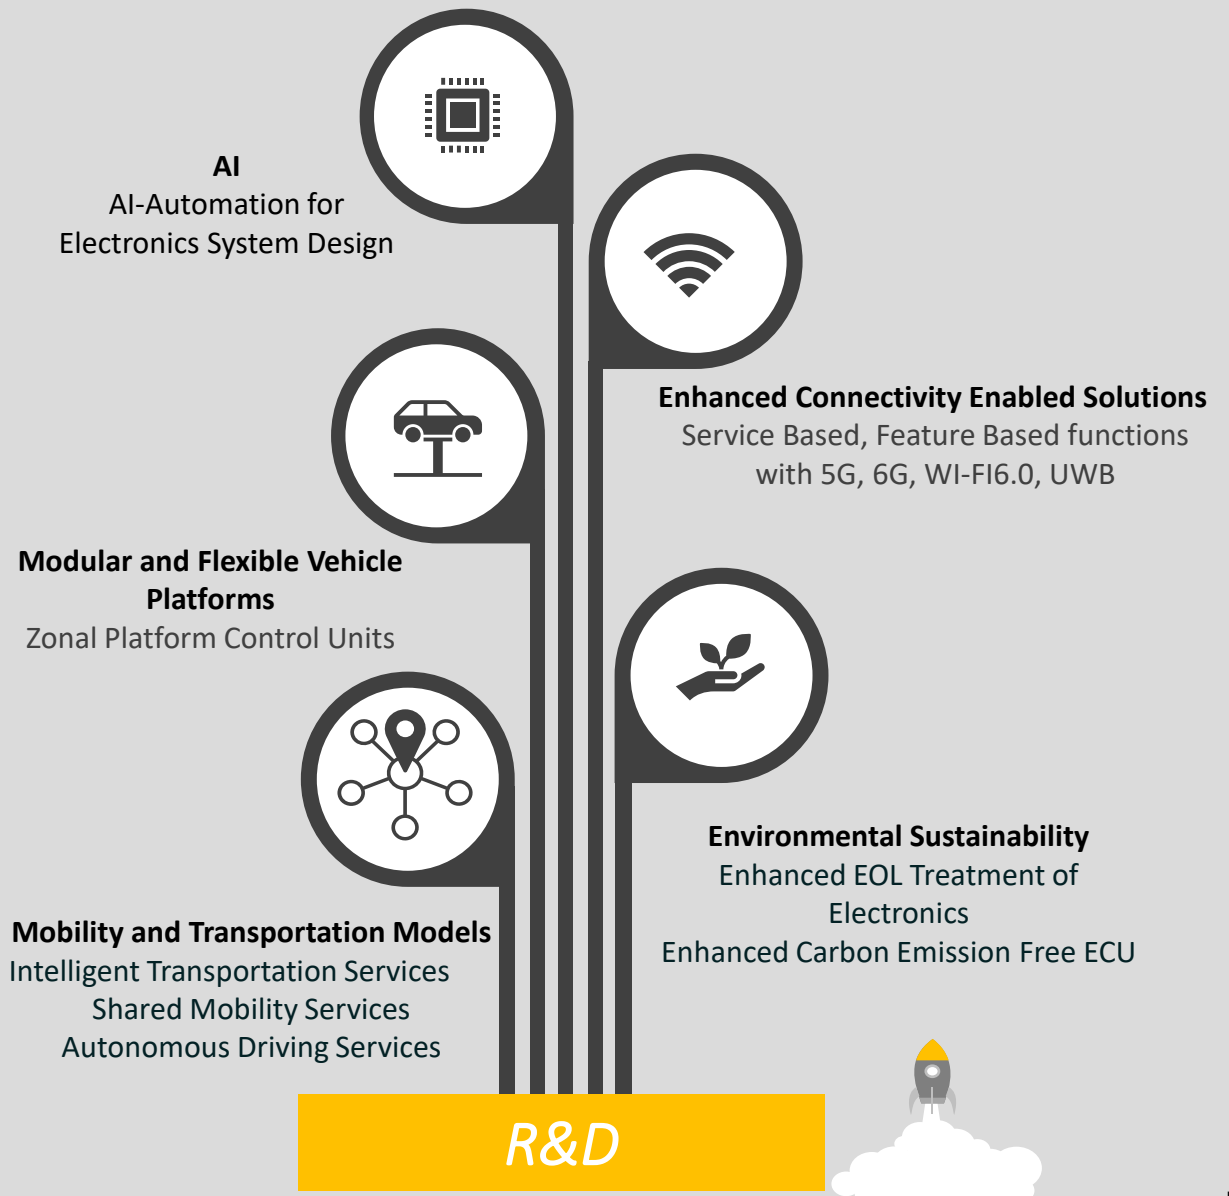 AI
AI-Automation for
Electronics System Design
Enhanced Connectivity Enabled Solutions
Service Based, Feature Based functions
with 5G, 6G, WI-FI6.0, UWB
Modular and Flexible Vehicle
Platforms
Zonal Platform Control Units
Environmental Sustainability
Enhanced EOL Treatment of
Electronics
Enhanced Carbon Emission Free ECU
Mobility and Transportation Models
Intelligent Transportation Services
Shared Mobility Services
Autonomous Driving Services
R&D